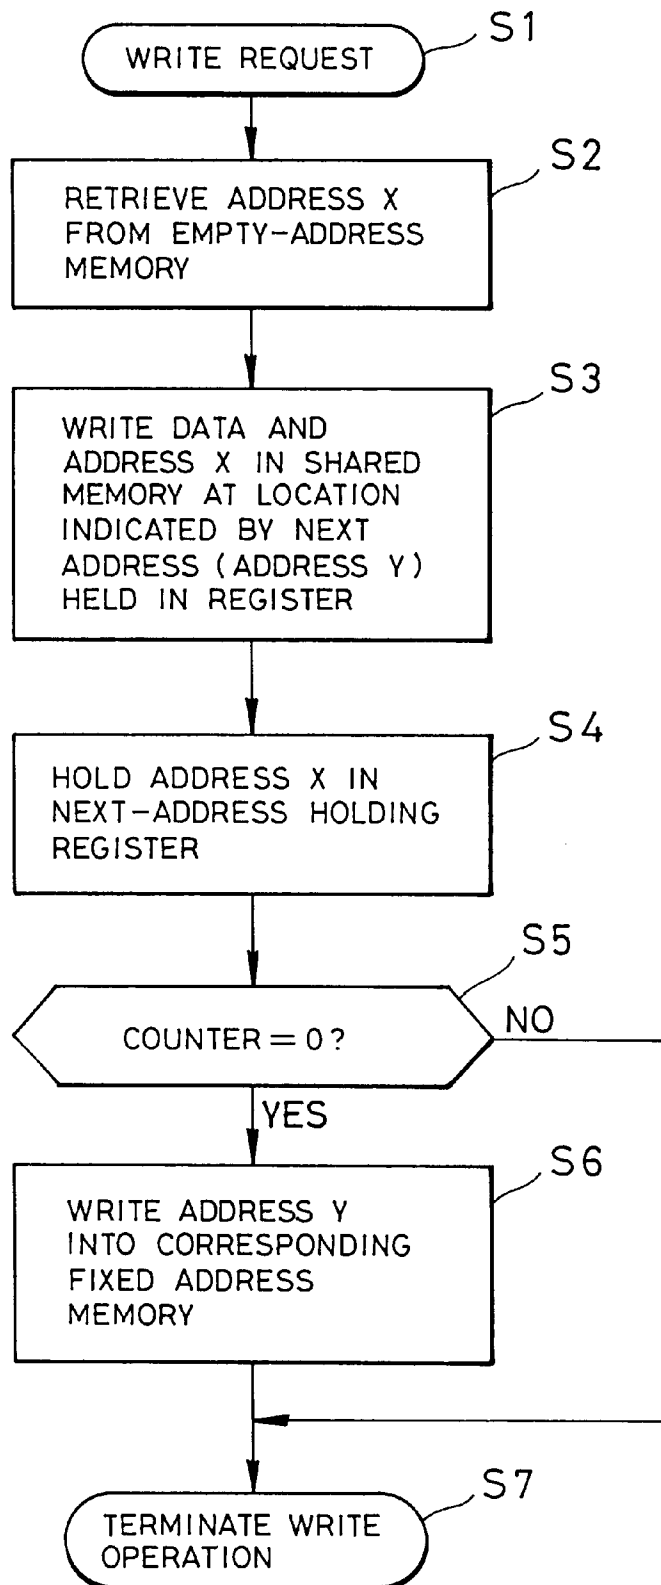 S1
WRITE REQUEST
S2
RETRIEVE ADDRESS X
FROM EMPTY-ADDRESS
MEMORY
S3
WRITE DATA AND
ADDRESS X IN SHARED
MEMORY AT LOCATION
INDICATED BY NEXT
ADDRESS (ADDRESS Y)
HELD IN REGISTER
S4
HOLD ADDRESS X IN
NEXT-ADDRESS HOLDING
REGISTER
S5
COUNTER=0?
NO
YES
S6
WRITE ADDRESS Y
INTO CORRESPONDING
FIXED ADDRESS
MEMORY
S7
TERMINATE WRITE
OPERATION